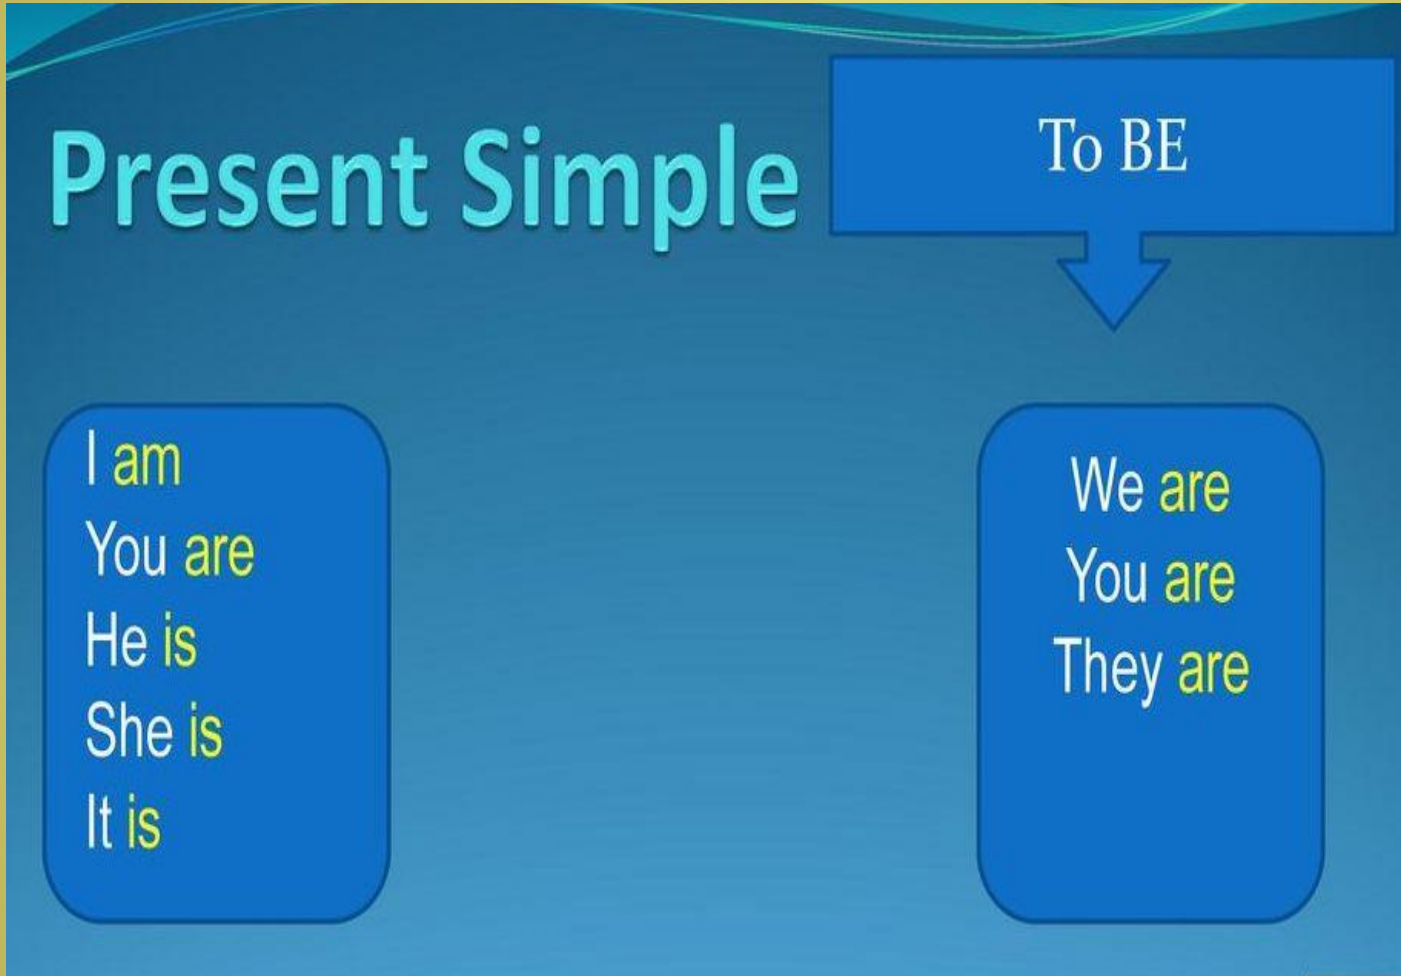 Present Simple
To BE
I am
You are
He is
She is
It is
We are
You are
They are